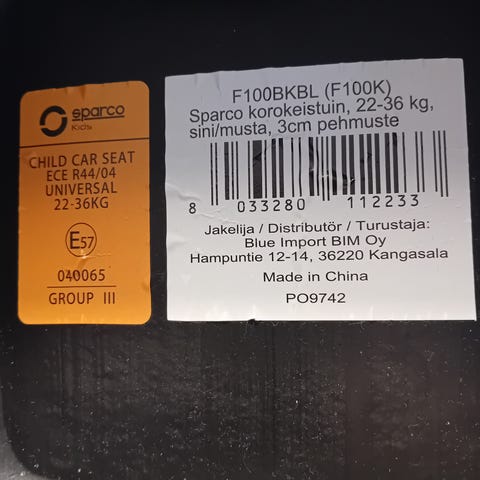 sparco
Kids
CHILD CAR SEAT
ECE R44/04
UNIVERSAL
22-36KG
E57
040065
GROUP III
F100BKBL (F100K)
Sparco korokeistuin, 22-36 kg,
sini/musta, 3cm pehmuste
8 033280 112233
Jakelija / Distributör / Turustaja:
Blue Import BIM Oy
Hampuntie 12-14, 36220 Kangasala
Made in China
PO9742